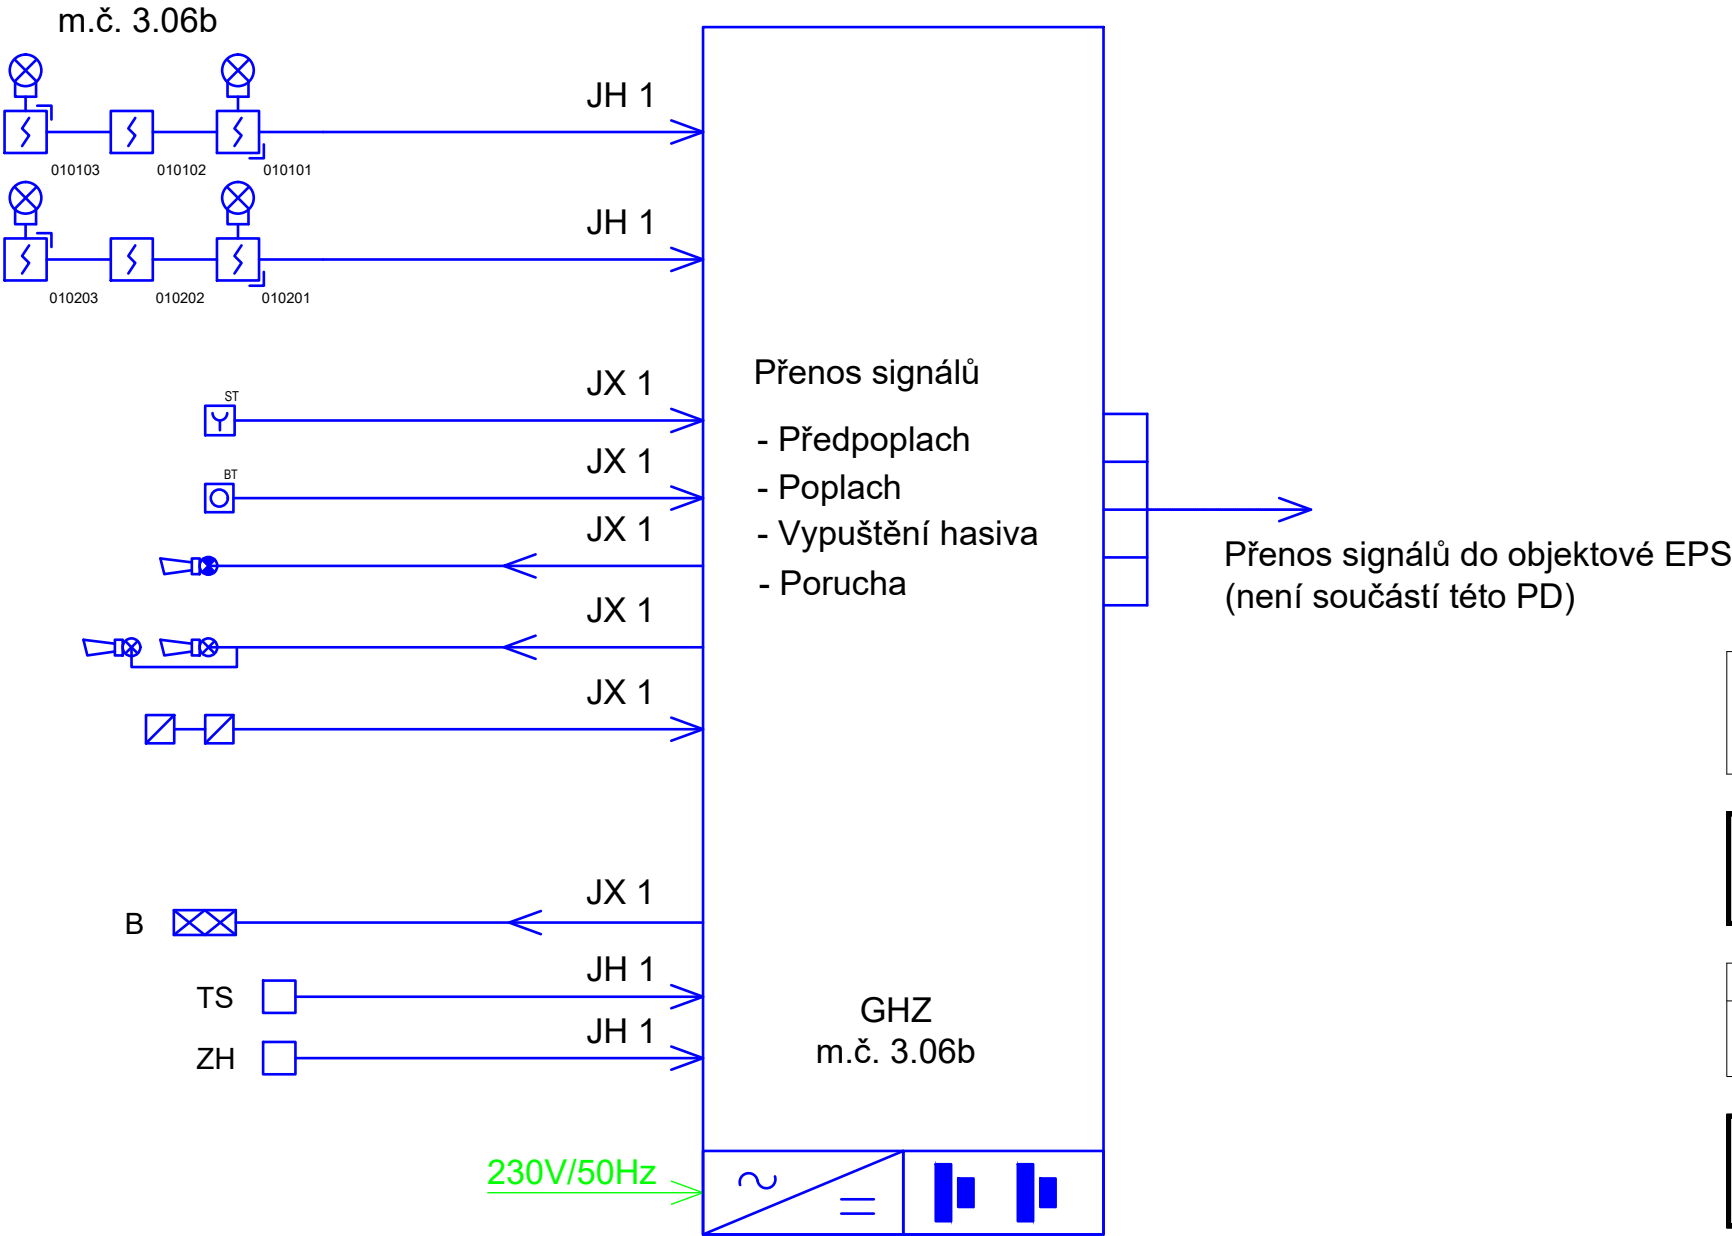 m.č. 3.06b
JH 1
010103 010102 010101
JH 1
010203 010202 010201
JX 1
ST
JX 1
BT
JX 1
JX 1
JX 1
Přenos signálů
- Předpoplach
- Poplach
- Vypuštění hasiva
- Porucha
Přenos signálů do objektové EPS
(není součástí této PD)
JX 1
B
JH 1
TS
JH 1
ZH
GHZ
m.č. 3.06b
230V/50Hz